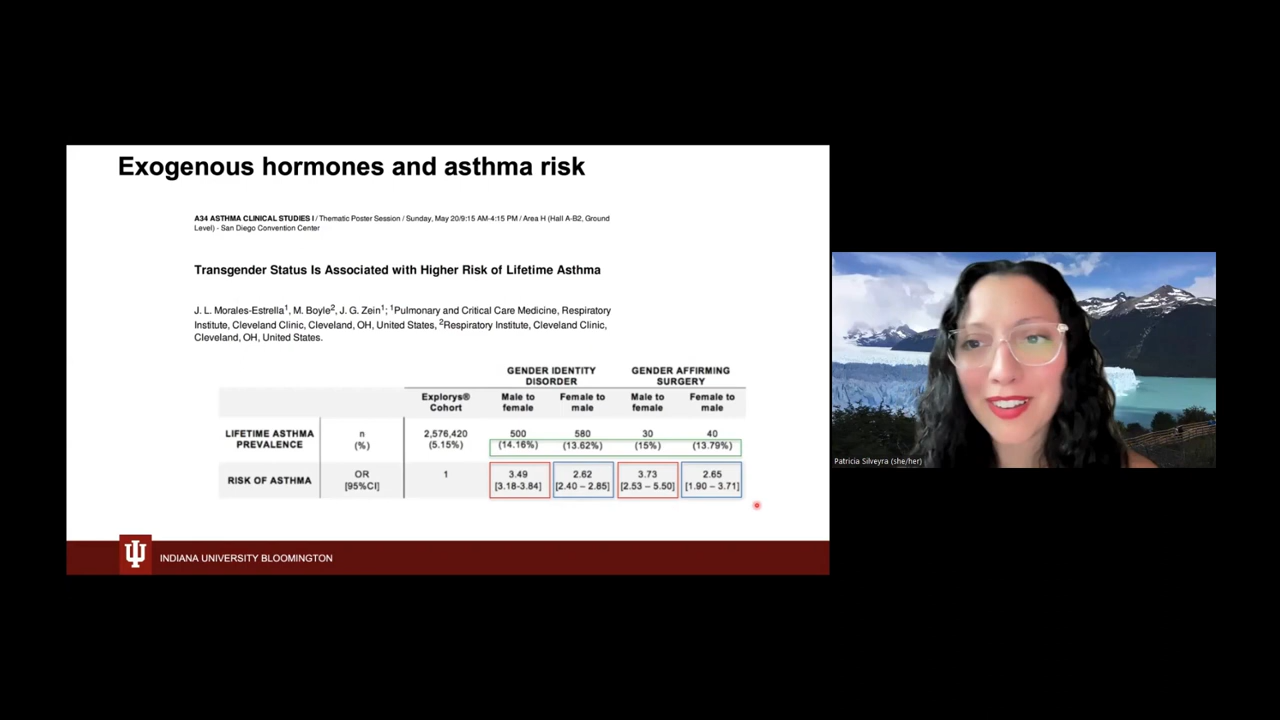 Exogenous hormones and asthma risk
A34 ASTHMA CLINICAL STUDIES I / Thematic Poster Session / Sunday, May 20/9:15 AM-4:15 PM / Area H (Hall A-B2, Ground
Level) - San Diego Convention Center
Transgender Status Is Associated with Higher Risk of Lifetime Asthma
J. L. Morales-Estrella1, M. Boyle2, J. G. Zein1; 1Pulmonary and Critical Care Medicine, Respiratory
Institute, Cleveland Clinic, Cleveland, OH, United States, 2Respiratory Institute, Cleveland Clinic,
Cleveland, OH, United States.
GENDER IDENTITY GENDER AFFIRMING
DISORDER SURGERY
Explorys® Male to Female to Male to Female to
Cohort female male female male
LIFETIME ASTHMA n 2,576,420 500 580 30 40
PREVALENCE (%) (5.15%) (14.16%) (13.62%) (15%) (13.79%)
RISK OF ASTHMA OR 1 3.49 2.62 3.73 2.65
[95%CI] [3.18-3.84] [2.40 – 2.85] [2.53 – 5.50] [1.90 – 3.71]
INDIANA UNIVERSITY BLOOMINGTON
Patricia Silveyra (she/her)